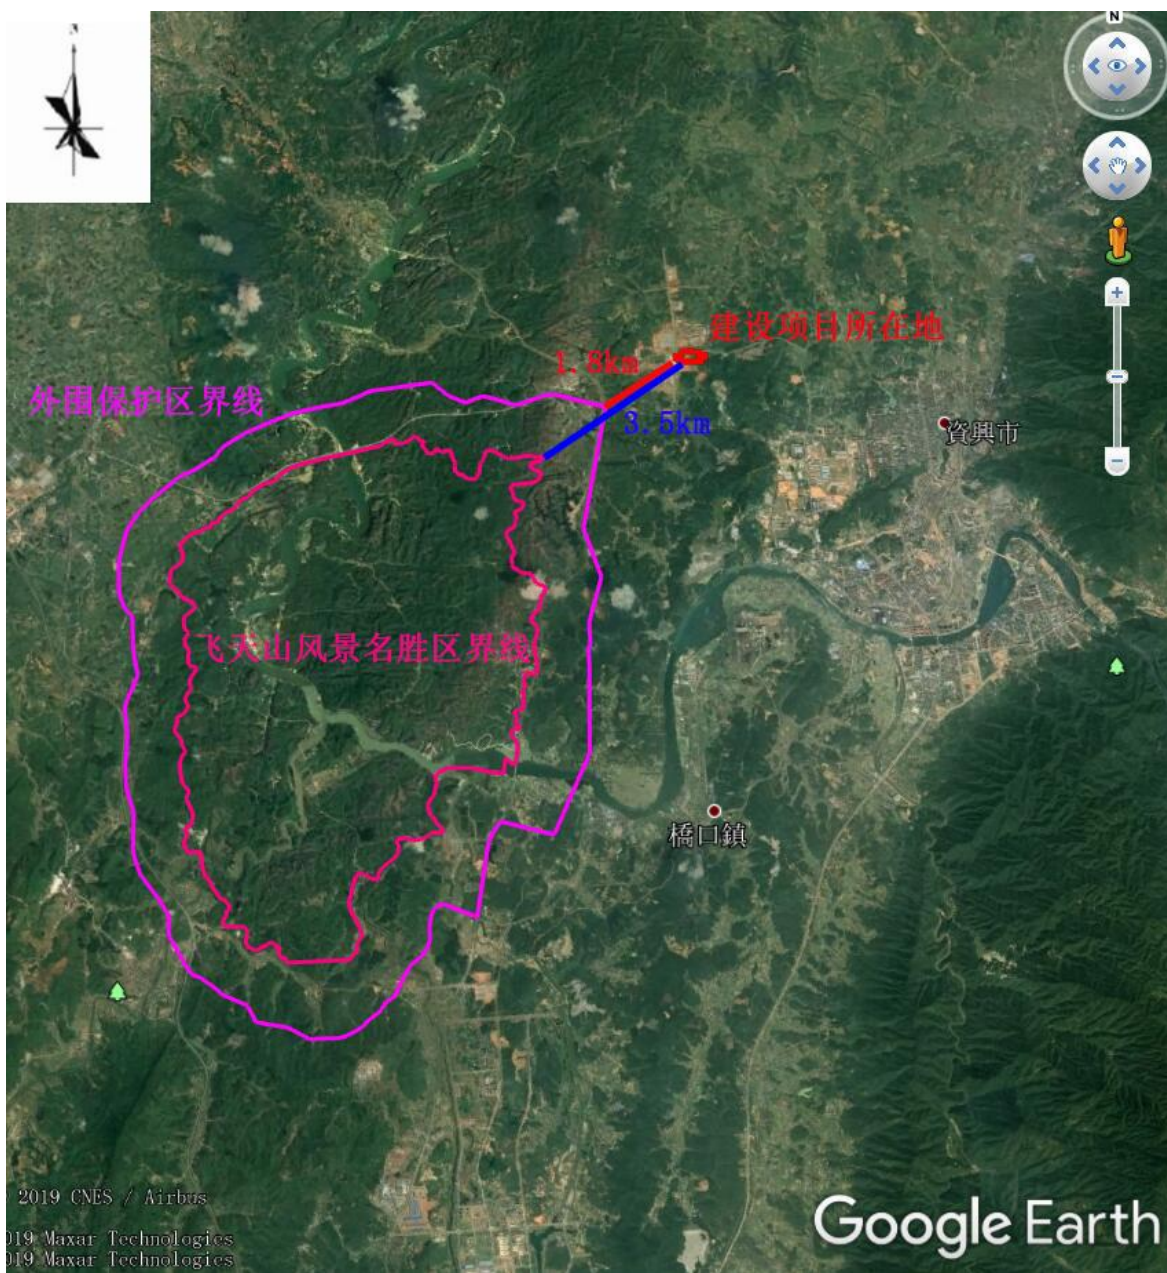 N
N
建设项目所在地
1.8km
外围保护区界线
3.5km
資興市
飞天山风景名胜区界线
橋口鎮
2019 CNES / Airbus
019 Maxar Technologies
019 Maxar Technologies
Google Earth